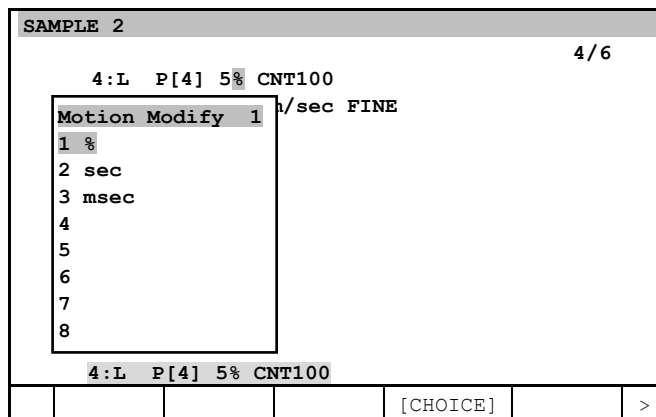 SAMPLE 2
4/6
4:L P[4] 5% CNT100
/sec FINE
Motion Modify 1
1 %
2 sec
3 msec
4
5
6
7
8
4:L P[4] 5% CNT100
[CHOICE] >